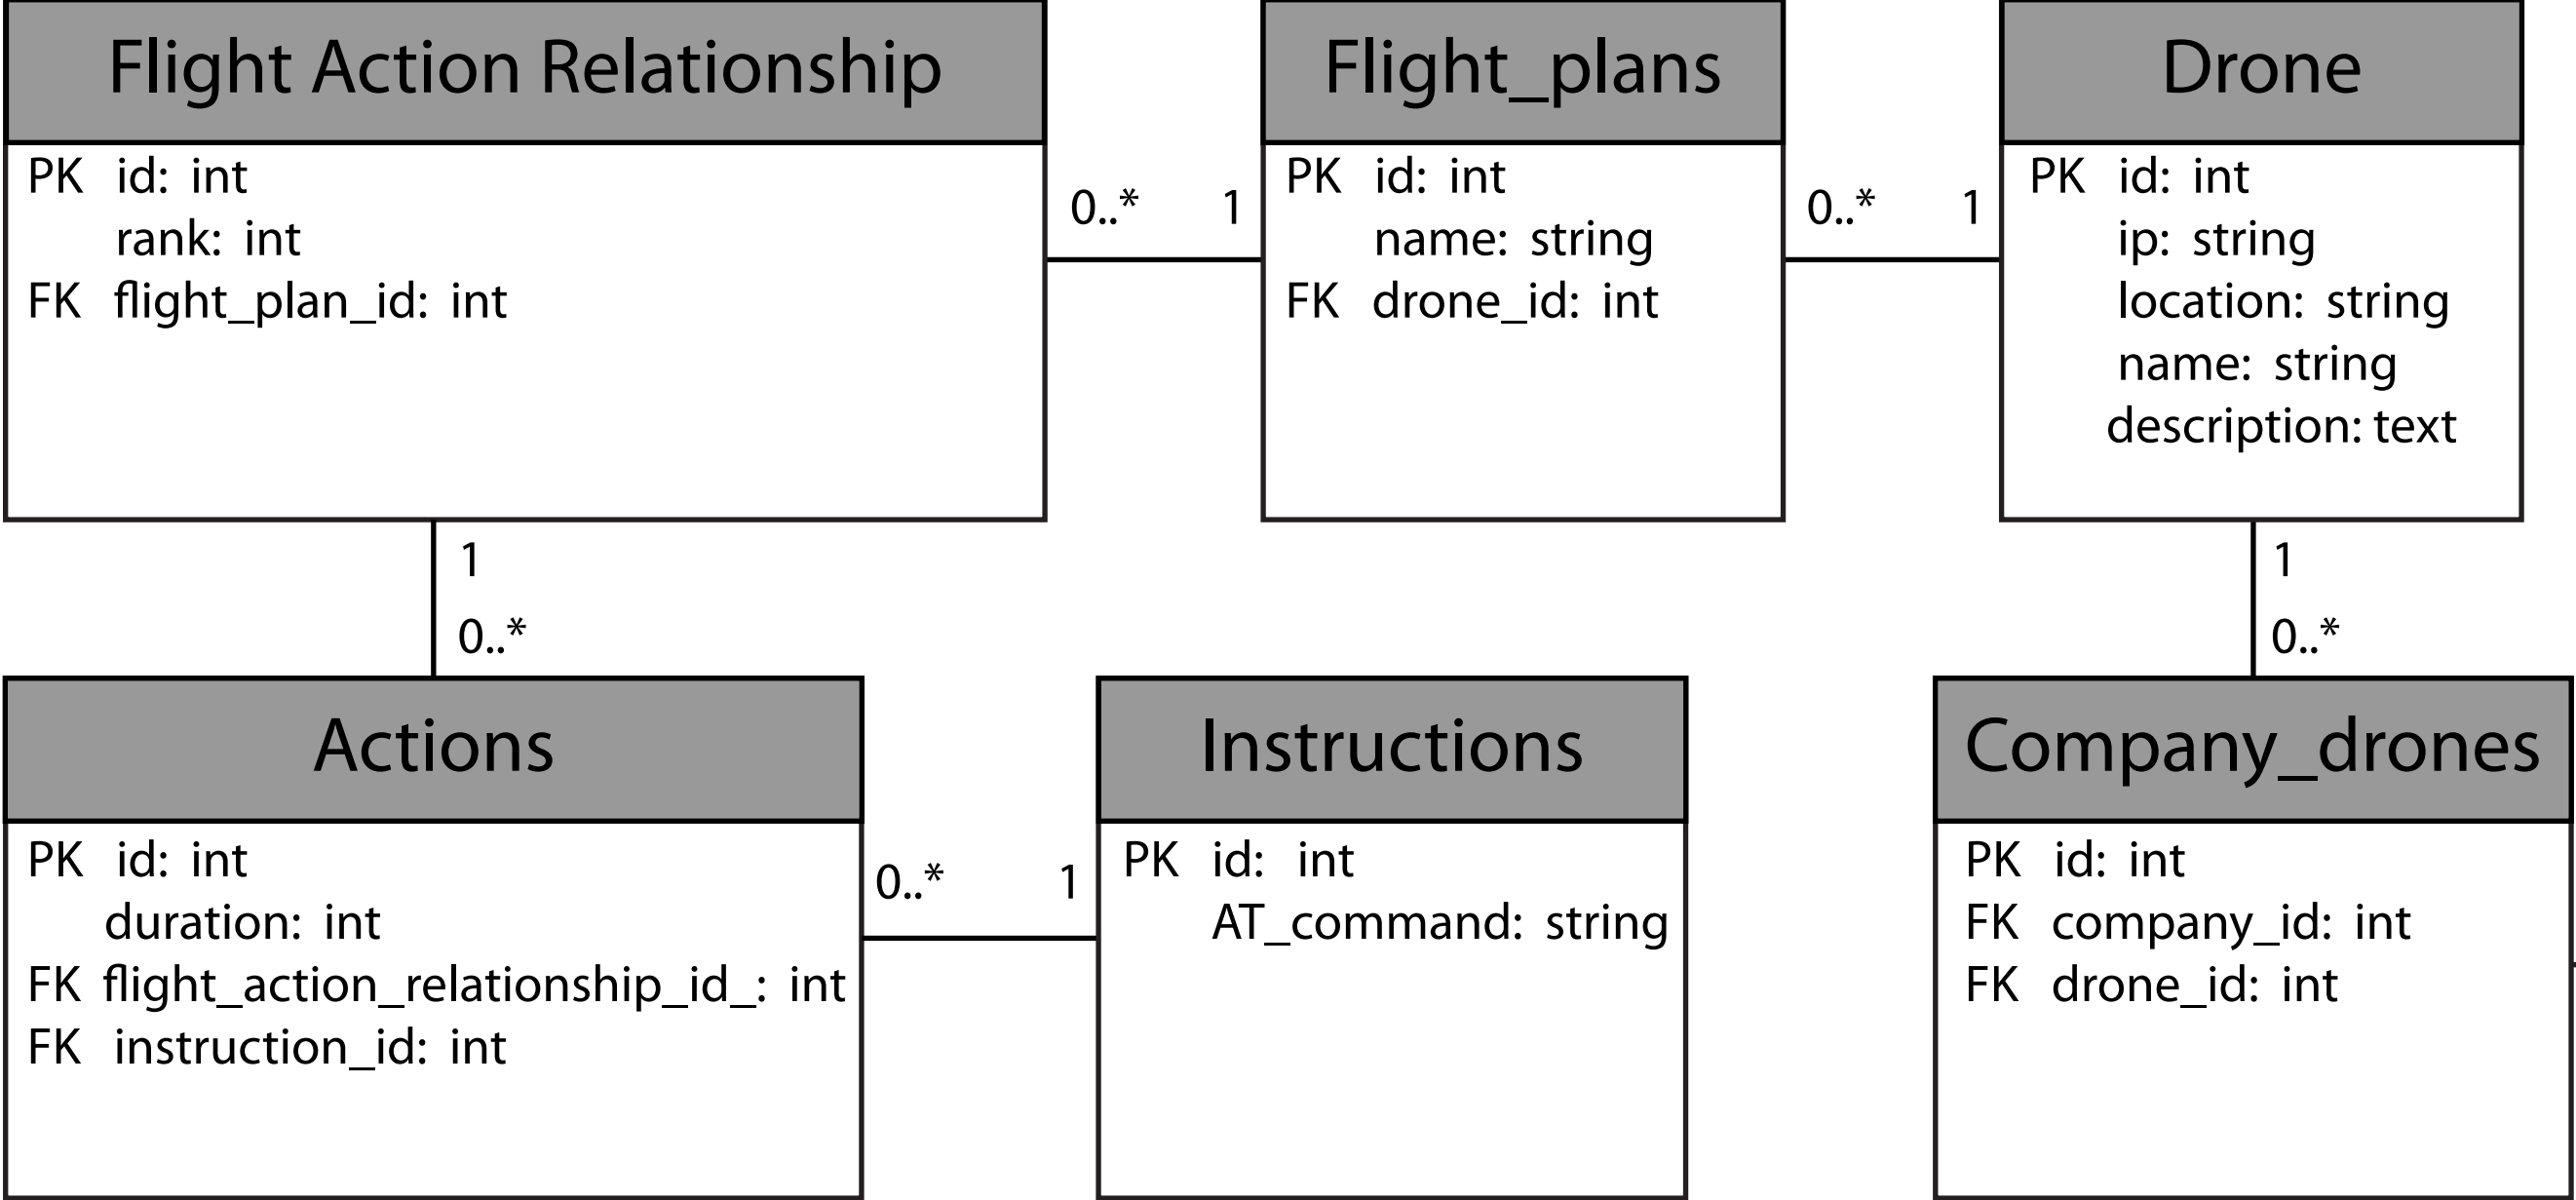 Flight Action Relationship
PK id: int
rank: int
FK flight_plan_id: int
0..* 1
Flight_plans
PK id: int
name: string
FK drone_id: int
0..* 1
Drone
PK id: int
ip: string
location: string
name: string
description: text
1
0..*
1
0..*
Actions
PK id: int
duration: int
FK flight_action_relationship_id_: int
FK instruction_id: int
0..* 1
Instructions
PK id: int
AT_command: string
Company_drones
PK id: int
FK company_id: int
FK drone_id: int